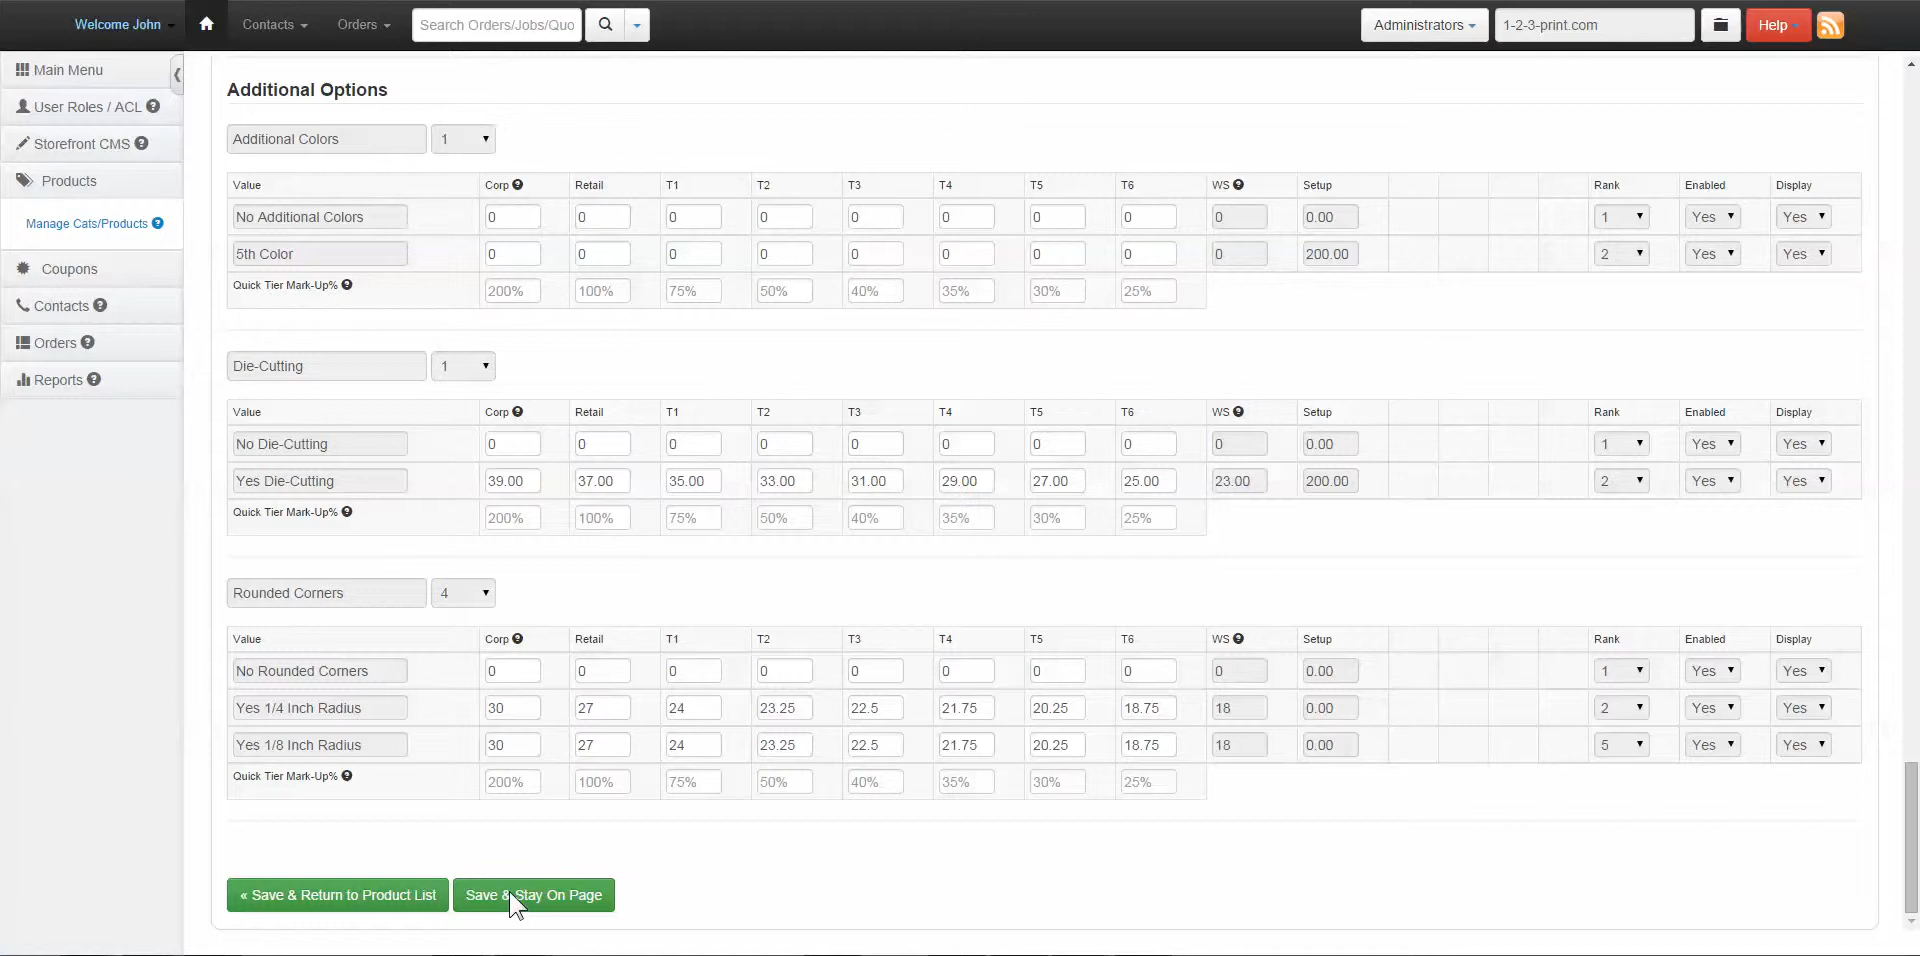 Welcome John Contacts Orders Search Orders/Jobs/Quo Administrators 1-2-3-print.com Help
Main Menu
User Roles / ACL
Storefront CMS
Products
Manage Cats/Products
Coupons
Contacts
Orders
Reports
Additional Options
Additional Colors 1
Value Corp Retail T1 T2 T3 T4 T5 T6 WS Setup Rank Enabled Display
No Additional Colors 0 0 0 0 0 0 0 0 0 0.00 1 Yes Yes
5th Color 0 0 0 0 0 0 0 0 0 200.00 2 Yes Yes
Quick Tier Mark-Up% 200% 100% 75% 50% 40% 35% 30% 25%
Die-Cutting 1
Value Corp Retail T1 T2 T3 T4 T5 T6 WS Setup Rank Enabled Display
No Die-Cutting 0 0 0 0 0 0 0 0 0 0.00 1 Yes Yes
Yes Die-Cutting 39.00 37.00 35.00 33.00 31.00 29.00 27.00 25.00 23.00 200.00 2 Yes Yes
Quick Tier Mark-Up% 200% 100% 75% 50% 40% 35% 30% 25%
Rounded Corners 4
Value Corp Retail T1 T2 T3 T4 T5 T6 WS Setup Rank Enabled Display
No Rounded Corners 0 0 0 0 0 0 0 0 0 0.00 1 Yes Yes
Yes 1/4 Inch Radius 30 27 24 23.25 22.5 21.75 20.25 18.75 18 0.00 2 Yes Yes
Yes 1/8 Inch Radius 30 27 24 23.25 22.5 21.75 20.25 18.75 18 0.00 5 Yes Yes
Quick Tier Mark-Up% 200% 100% 75% 50% 40% 35% 30% 25%
« Save & Return to Product List Save & Stay On Page